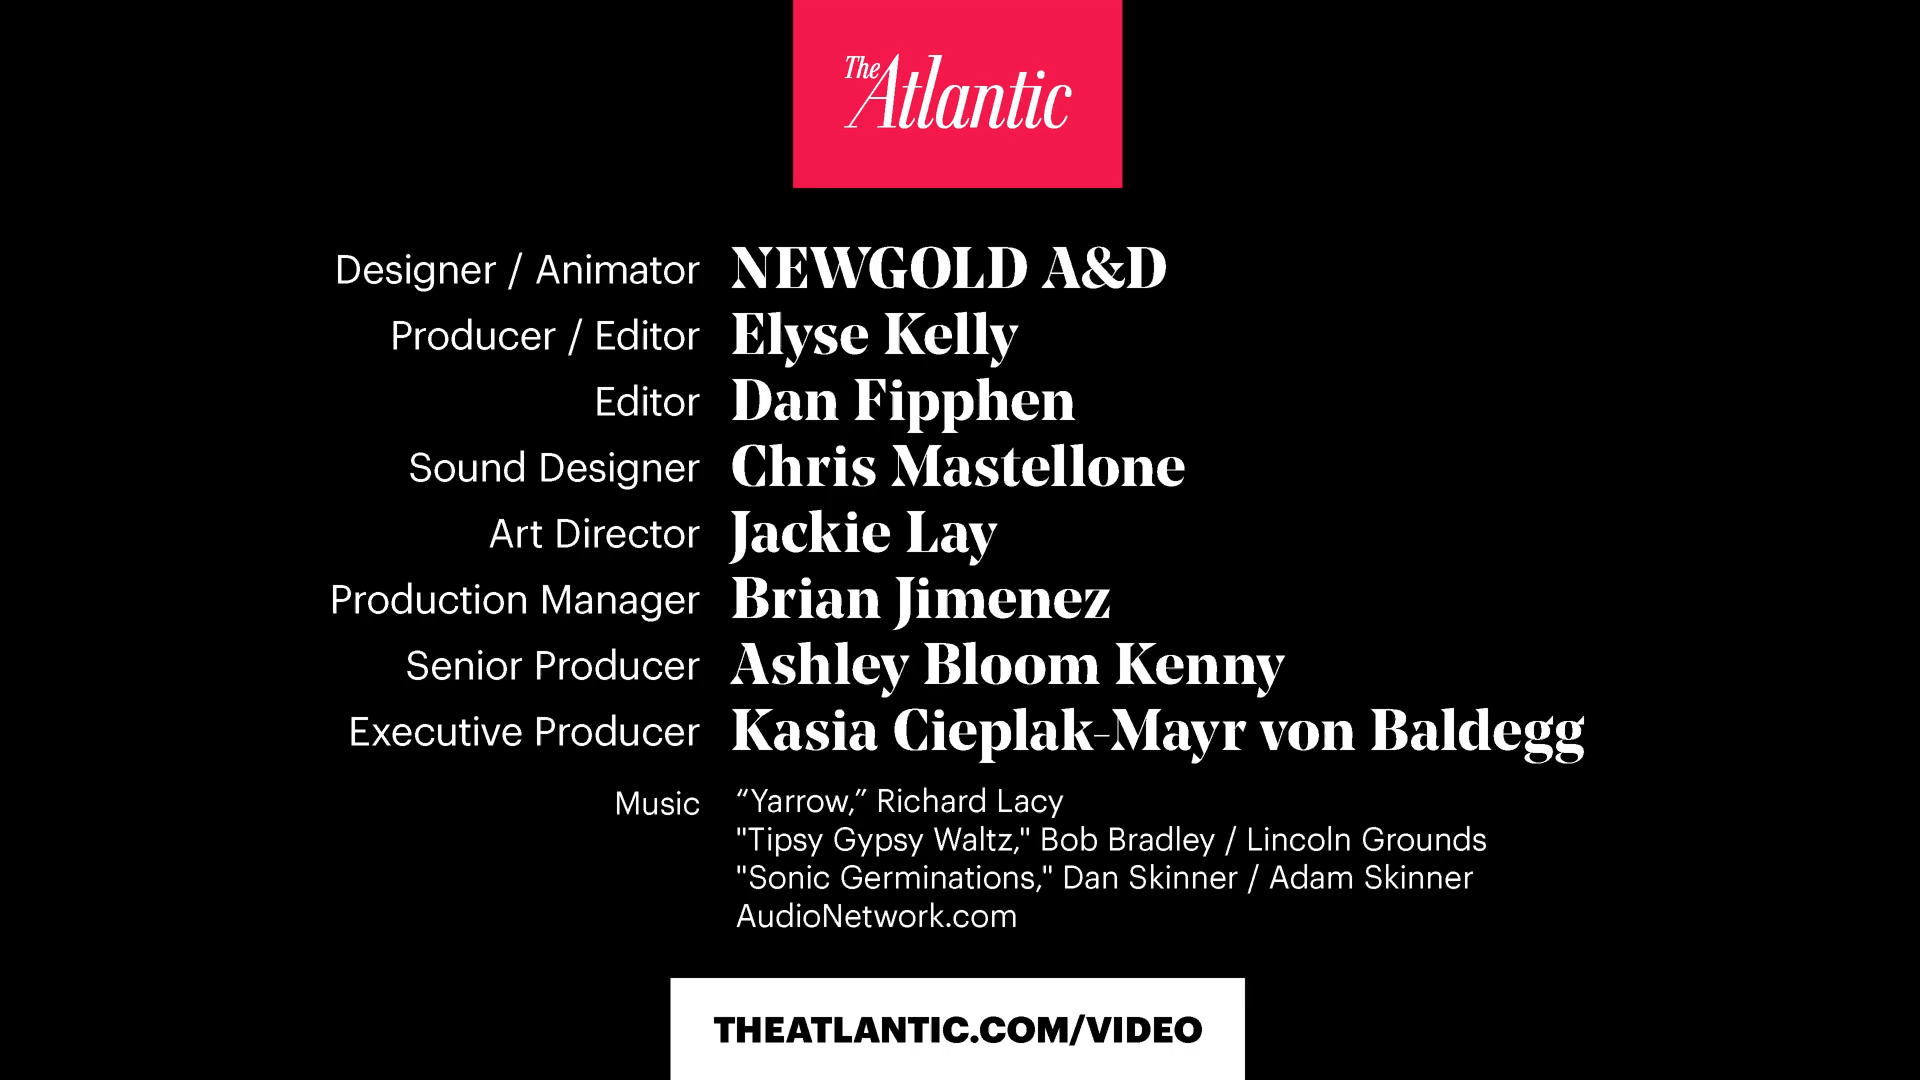 The Atlantic
Designer / Animator NEWGOLD A&D
Producer / Editor Elyse Kelly
Editor Dan Fipphen
Sound Designer Chris Mastellone
Art Director Jackie Lay
Production Manager Brian Jimenez
Senior Producer Ashley Bloom Kenny
Executive Producer Kasia Cieplak-Mayr von Baldegg
Music “Yarrow,” Richard Lacy
"Tipsy Gypsy Waltz," Bob Bradley / Lincoln Grounds
"Sonic Germinations," Dan Skinner / Adam Skinner
AudioNetwork.com
THEATLANTIC.COM/VIDEO